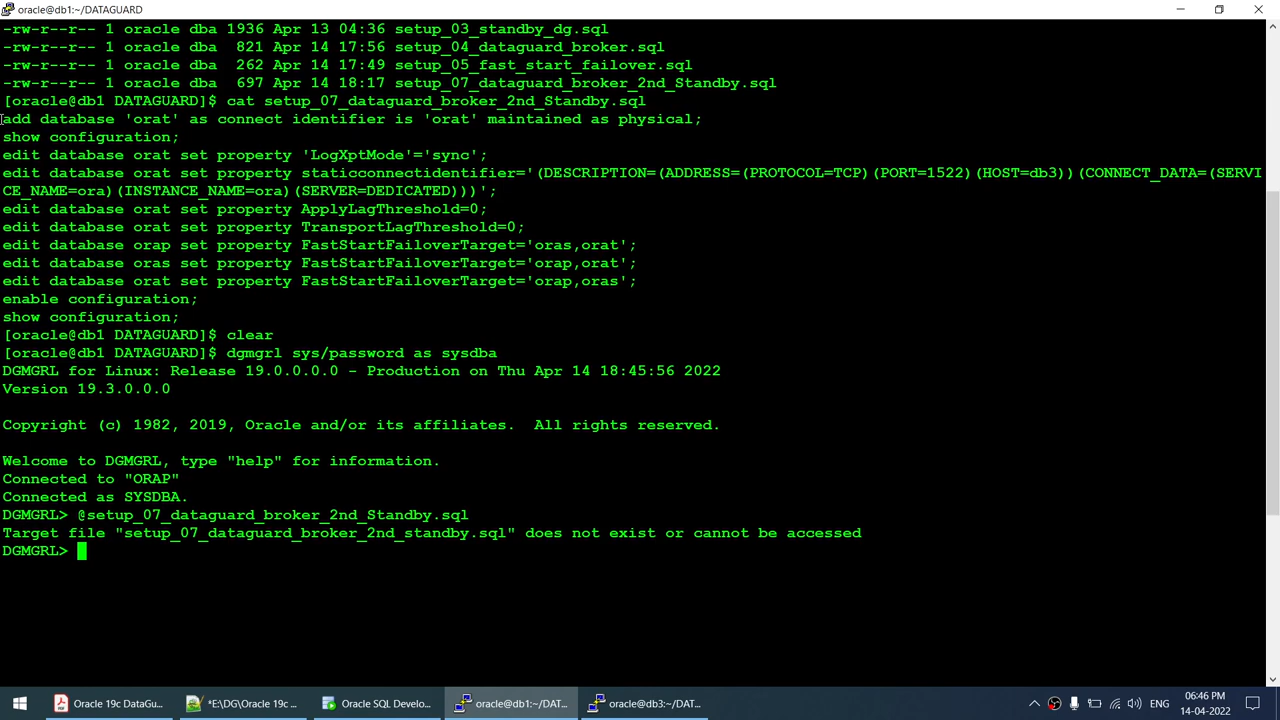 oracle@db1:~/DATAGUARD
-rw-r--r-- 1 oracle dba 1936 Apr 13 04:36 setup_03_standby_dg.sql
-rw-r--r-- 1 oracle dba  821 Apr 14 17:56 setup_04_dataguard_broker.sql
-rw-r--r-- 1 oracle dba  262 Apr 14 17:49 setup_05_fast_start_failover.sql
-rw-r--r-- 1 oracle dba  697 Apr 14 18:17 setup_07_dataguard_broker_2nd_Standby.sql
[oracle@db1 DATAGUARD]$ cat setup_07_dataguard_broker_2nd_Standby.sql
add database 'orat' as connect identifier is 'orat' maintained as physical;
show configuration;
edit database orat set property 'LogXptMode'='sync';
edit database orat set property staticconnectidentifier='(DESCRIPTION=(ADDRESS=(PROTOCOL=TCP)(PORT=1522)(HOST=db3))(CONNECT_DATA=(SERVI
CE_NAME=ora)(INSTANCE_NAME=ora)(SERVER=DEDICATED)))';
edit database orat set property ApplyLagThreshold=0;
edit database orat set property TransportLagThreshold=0;
edit database orap set property FastStartFailoverTarget='oras,orat';
edit database oras set property FastStartFailoverTarget='orap,orat';
edit database orat set property FastStartFailoverTarget='orap,oras';
enable configuration;
show configuration;
[oracle@db1 DATAGUARD]$ clear
[oracle@db1 DATAGUARD]$ dgmgrl sys/password as sysdba
DGMGRL for Linux: Release 19.0.0.0.0 - Production on Thu Apr 14 18:45:56 2022
Version 19.3.0.0.0
Copyright (c) 1982, 2019, Oracle and/or its affiliates.  All rights reserved.
Welcome to DGMGRL, type "help" for information.
Connected to "ORAP"
Connected as SYSDBA.
DGMGRL> @setup_07_dataguard_broker_2nd_Standby.sql
Target file "setup_07_dataguard_broker_2nd_standby.sql" does not exist or cannot be accessed
DGMGRL>
Oracle 19c DataGu...
*E:\DG\Oracle 19c ...
Oracle SQL Develo...
oracle@db1:~/DAT...
oracle@db3:~/DAT...
ENG
06:46 PM
14-04-2022